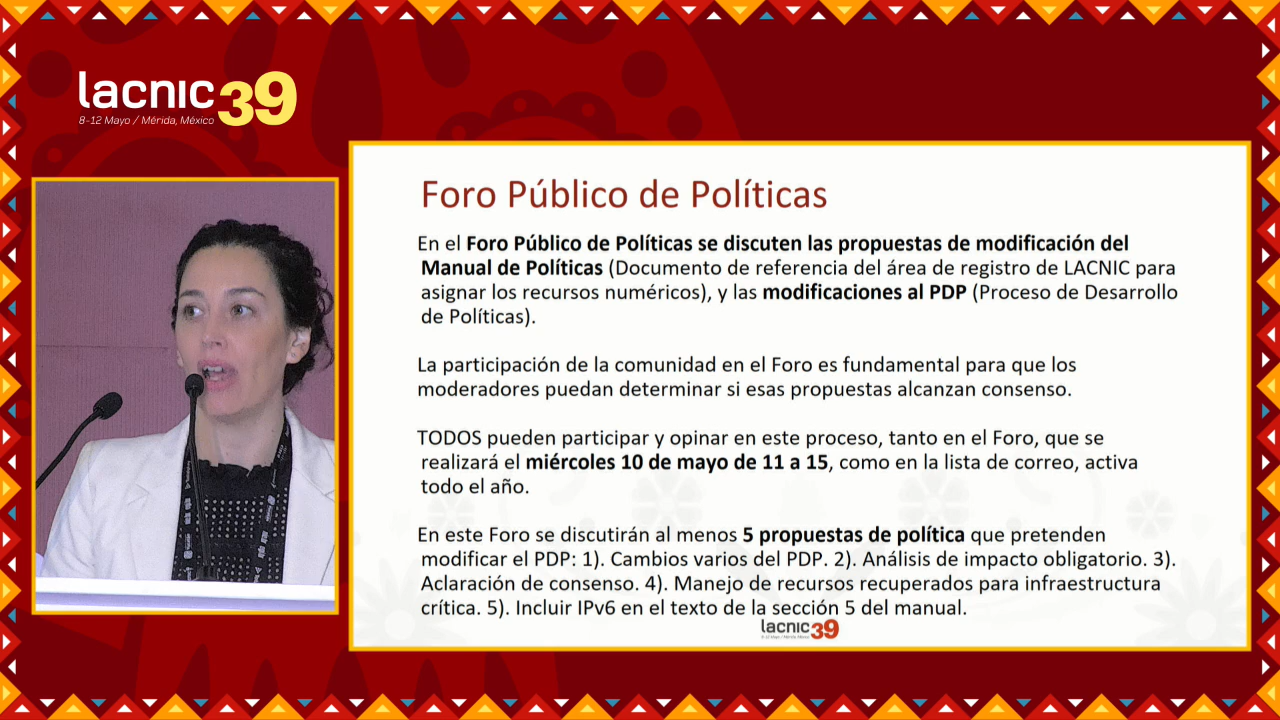 lacnic39
8-12 Mayo / Mérida, México
Foro Público de Políticas
En el Foro Público de Políticas se discuten las propuestas de modificación del
Manual de Políticas (Documento de referencia del área de registro de LACNIC para
asignar los recursos numéricos), y las modificaciones al PDP (Proceso de Desarrollo
de Políticas).
La participación de la comunidad en el Foro es fundamental para que los
moderadores puedan determinar si esas propuestas alcanzan consenso.
TODOS pueden participar y opinar en este proceso, tanto en el Foro, que se
realizará el miércoles 10 de mayo de 11 a 15, como en la lista de correo, activa
todo el año.
En este Foro se discutirán al menos 5 propuestas de política que pretenden
modificar el PDP: 1). Cambios varios del PDP. 2). Análisis de impacto obligatorio. 3).
Aclaración de consenso. 4). Manejo de recursos recuperados para infraestructura
crítica. 5). Incluir IPv6 en el texto de la sección 5 del manual.
lacnic39
8-12 Mayo / Mérida, México